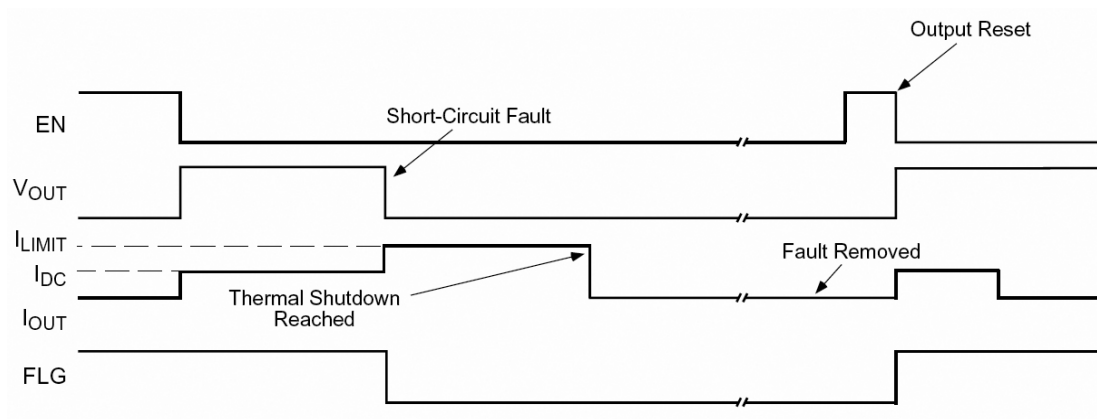 Output Reset
EN
Short-Circuit Fault
VOUT
ILIMIT
IDC
Fault Removed
Thermal Shutdown
Reached
IOUT
FLG